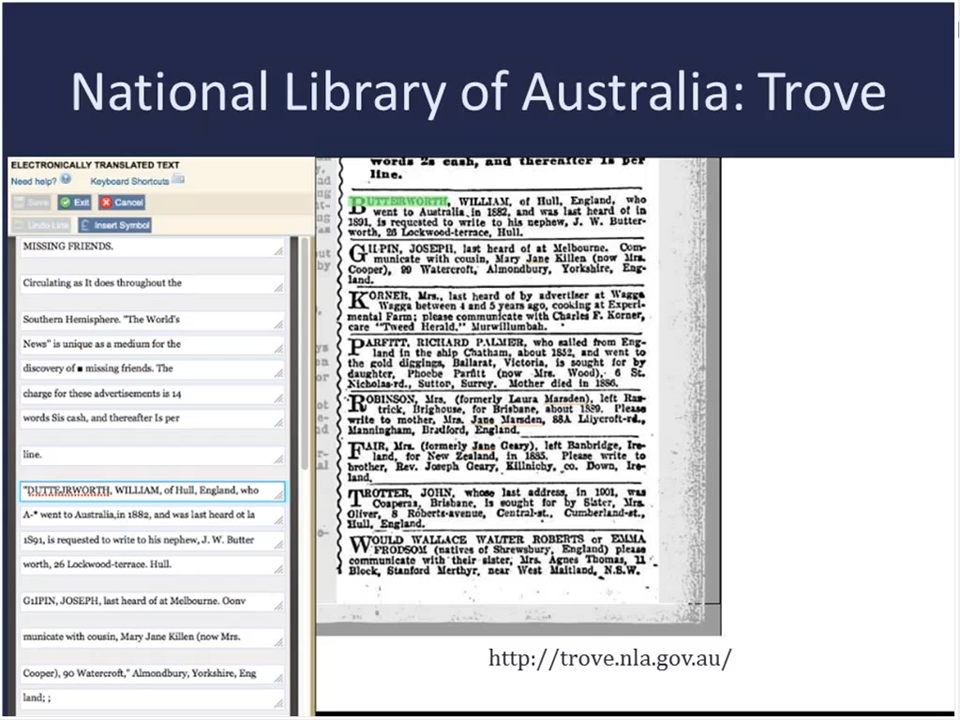 National Library of Australia: Trove
ELECTRONICALLY TRANSLATED TEXT
Need help?
Keyboard Shortcuts
Save
Exit
Cancel
Undo Line
Insert Symbol
MISSING FRIENDS.
Circulating as It does throughout the
Southern Hemisphere. "The World's
News" is unique as a medium for the
discovery of ■ missing friends. The
charge for these advertisements is 14
words Sis cash, and thereafter Is per
line.
"DUTTEJRWORTH, WILLIAM, of Hull, England, who
A-* went to Australia,in 1882, and was last heard ot la
1S91, is requested to write to his nephew, J. W. Butter
worth, 26 Lockwood-terrace. Hull.
G1IPIN, JOSEPH, last heard of at Melbourne. Oonv
municate with cousin, Mary Jane Killen (now Mrs.
Cooper), 90 Watercroft," Almondbury, Yorkshire, Eng
land; ;
words 2s cash, and thereafter 1s per
line.
BUTTERWORTH, WILLIAM, of Hull, England, who
went to Australia in 1882, and was last heard of in
1891, is requested to write to his nephew, J. W. Butter-
worth, 26 Lockwood-terrace, Hull.
GILPIN, JOSEPH, last heard of at Melbourne. Com-
municate with cousin, Mary Jane Killen (now Mrs.
Cooper), 99 Watercroft, Almondbury, Yorkshire, Eng-
land.
KORNER, Mrs., last heard of by advertiser at Wagga
Wagga between 4 and 5 years ago, cooking at Experi-
mental Farm; please communicate with Charles F. Korner,
care "Tweed Herald," Murwillumbah.
PARFITT, RICHARD PALMER, who sailed from Eng-
land in the ship Chatham, about 1852, and went to
the gold diggings, Ballarat, Victoria, is sought for by
daughter, Phoebe Parfitt (now Mrs. Wood), 6 St.
Nicholas-rd., Sutton, Surrey. Mother died in 1886.
ROBINSON, Mrs. (formerly Laura Marsden), left Ras-
trick, Brighouse, for Brisbane, about 1889. Please
write to mother, Mrs. Jane Marsden, 88A Lilycroft-rd.,
Manningham, Bradford, England.
FAIR, Mrs. (formerly Jane Geary), left Banbridge, Ire-
land, for New Zealand, in 1885. Please write to
brother, Rev. Joseph Geary, Killnichy, co. Down, Ire-
land.
TROTTER, JOHN, whose last address, in 1901, was
Coaperas, Brisbane, is sought for by Sister, Mrs.
Oliver, 8 Roberts-avenue, Central-st., Cumberland-st.,
Hull, England.
WOULD WALLACE WALTER ROBERTS or EMMA
FRODSOM (natives of Shrewsbury, England) please
communicate with their sister, Mrs. Agnes Thomas, 11
Block, Stanford Merthyr, near West Maitland, N.S.W.
http://trove.nla.gov.au/